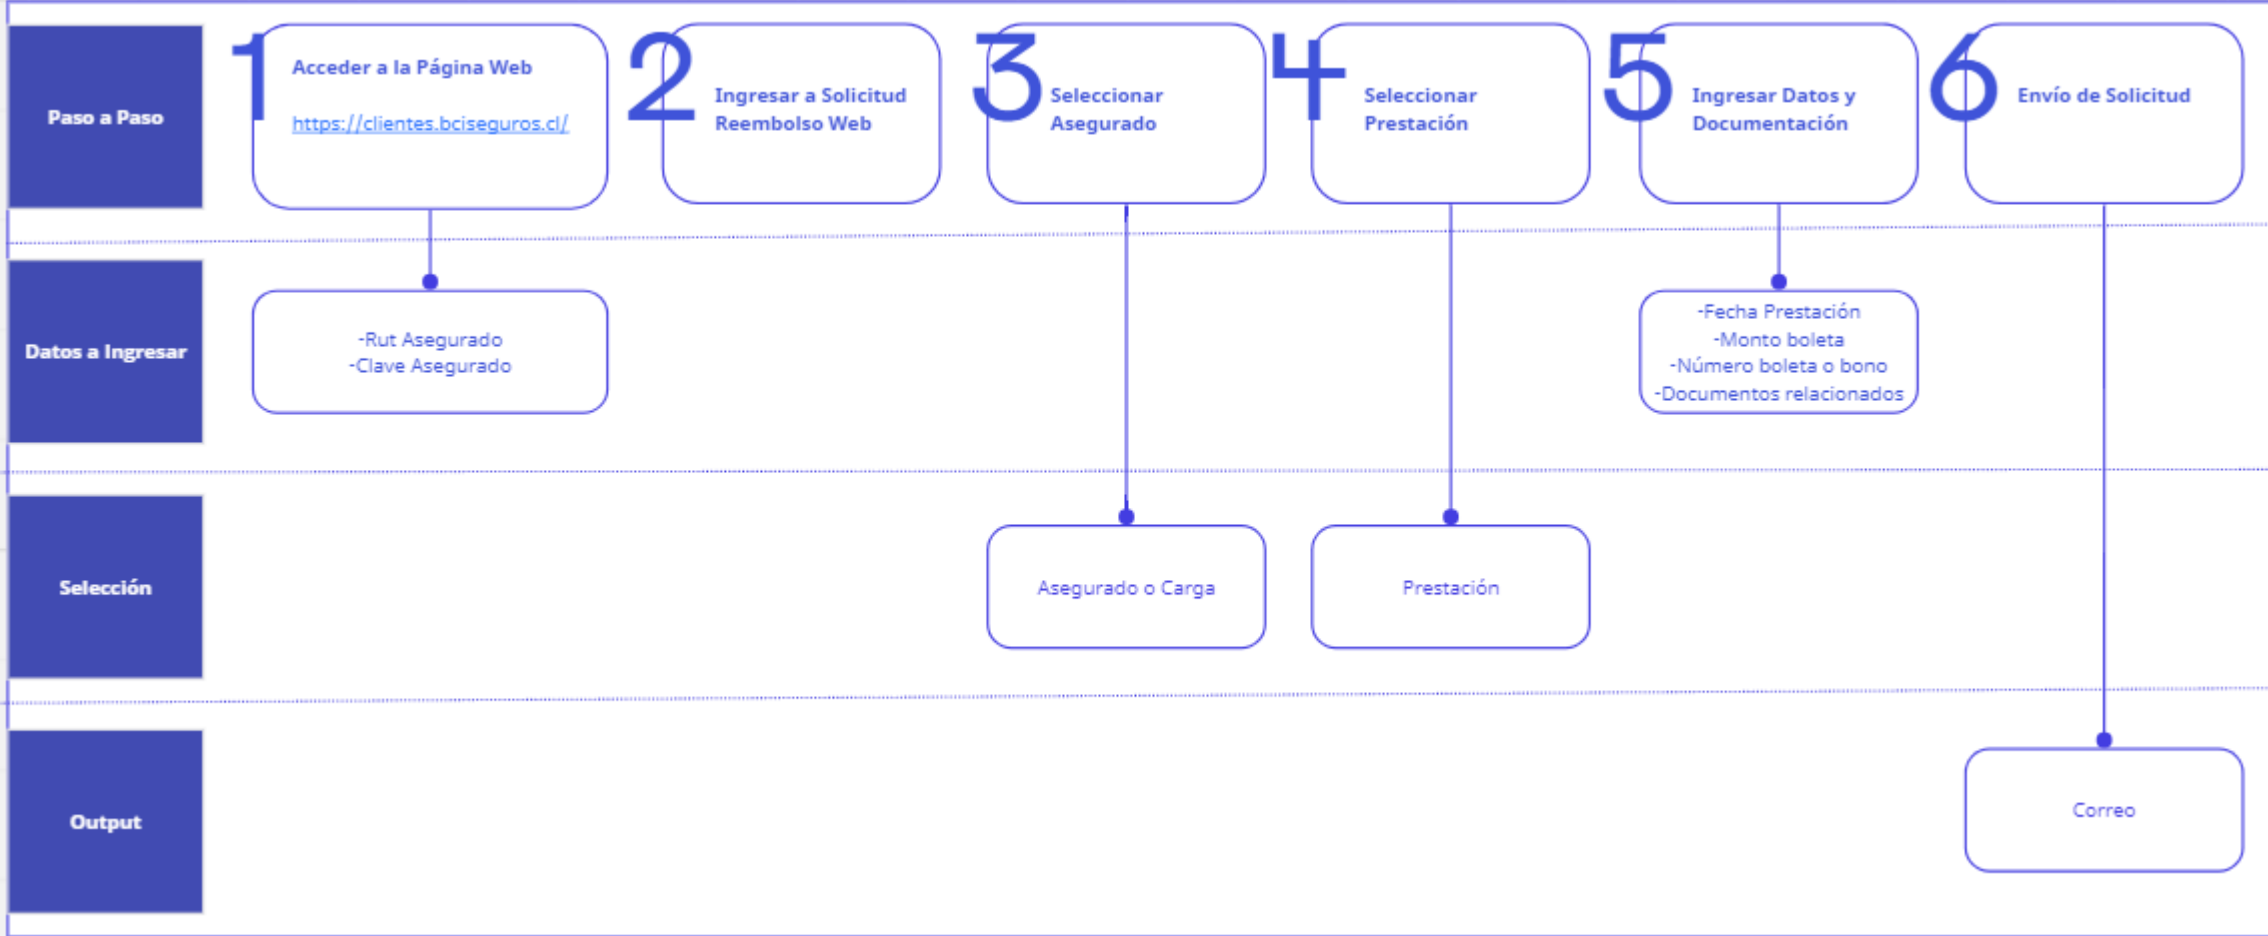 Paso a Paso
1
Acceder a la Página Web
https://clientes.bciseguros.cl/
2
Ingresar a Solicitud
Reembolso Web
3
Seleccionar
Asegurado
4
Seleccionar
Prestación
5
Ingresar Datos y
Documentación
6
Envío de Solicitud
Datos a Ingresar
-Rut Asegurado
-Clave Asegurado
-Fecha Prestación
-Monto boleta
-Número boleta o bono
-Documentos relacionados
Selección
Asegurado o Carga
Prestación
Output
Correo